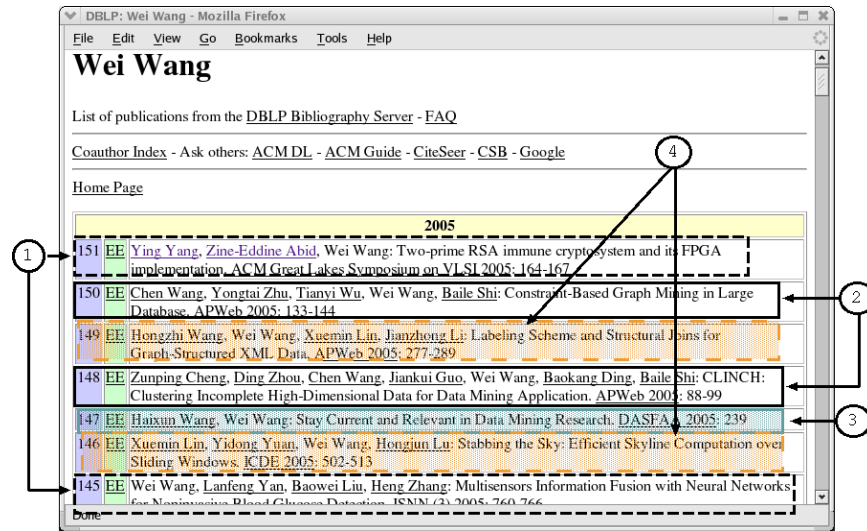 DBLP: Wei Wang - Mozilla Firefox
File Edit View Go Bookmarks Tools Help
Wei Wang
List of publications from the DBLP Bibliography Server - FAQ
Coauthor Index - Ask others: ACM DL - ACM Guide - CiteSeer - CSB - Google
Home Page
4
2005
1
151 EE Ying Yang, Zine-Eddine Abid, Wei Wang: Two-prime RSA immune cryptosystem and its FPGA
implementation. ACM Great Lakes Symposium on VLSI 2005: 164-167
150 EE Chen Wang, Yongtai Zhu, Tianyi Wu, Wei Wang, Baile Shi: Constraint-Based Graph Mining in Large
Database. APWeb 2005: 133-144
2
149 EE Hongzhi Wang, Wei Wang, Xuemin Lin, Jianzhong Li: Labeling Scheme and Structural Joins for
Graph-Structured XML Data. APWeb 2005: 277-289
148 EE Zunping Cheng, Ding Zhou, Chen Wang, Jiankui Guo, Wei Wang, Baokang Ding, Baile Shi: CLINCH:
Clustering Incomplete High-Dimensional Data for Data Mining Application. APWeb 2005: 88-99
147 EE Haixun Wang, Wei Wang: Stay Current and Relevant in Data Mining Research. DASFAA 2005: 239
3
146 EE Xuemin Lin, Yidong Yuan, Wei Wang, Hongjun Lu: Stabbing the Sky: Efficient Skyline Computation over
Sliding Windows. ICDE 2005: 502-513
145 EE Wei Wang, Lanfeng Yan, Baowei Liu, Heng Zhang: Multisensors Information Fusion with Neural Networks
for Noninvasive Blood Glucose Detection. ISNN (3) 2005: 760-766
Done